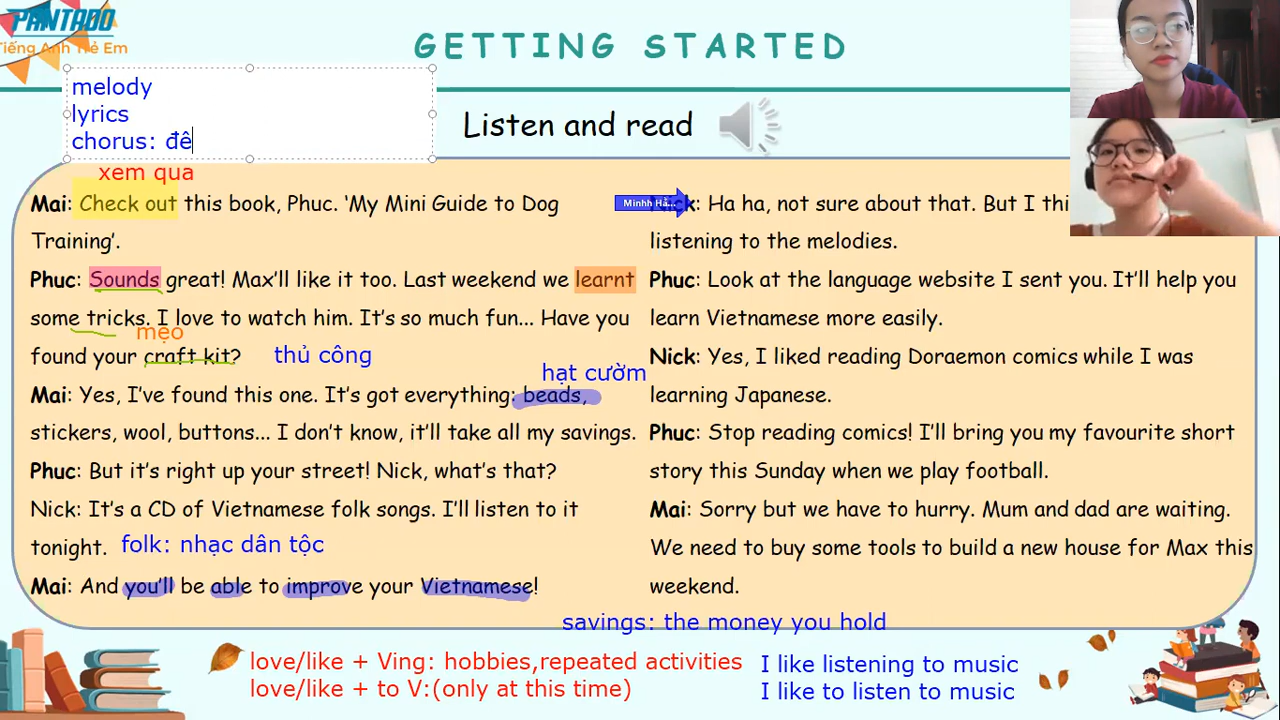 PANTADO
Tiếng Anh Trẻ Em
GETTING STARTED
melody
lyrics
chorus: đê
Listen and read
xem qua
Mai: Check out this book, Phuc. ‘My Mini Guide to Dog
Training’.
Phuc: Sounds great! Max’ll like it too. Last weekend we learnt
some tricks. I love to watch him. It’s so much fun... Have you
mẹo
found your craft kit?
thủ công
hạt cườm
Mai: Yes, I’ve found this one. It’s got everything: beads,
stickers, wool, buttons... I don’t know, it’ll take all my savings.
Phuc: But it’s right up your street! Nick, what’s that?
Nick: It’s a CD of Vietnamese folk songs. I’ll listen to it
tonight.
folk: nhạc dân tộc
Mai: And you’ll be able to improve your Vietnamese!
Minhh Hả...
Nick: Ha ha, not sure about that. But I thi
listening to the melodies.
Phuc: Look at the language website I sent you. It’ll help you
learn Vietnamese more easily.
Nick: Yes, I liked reading Doraemon comics while I was
learning Japanese.
Phuc: Stop reading comics! I’ll bring you my favourite short
story this Sunday when we play football.
Mai: Sorry but we have to hurry. Mum and dad are waiting.
We need to buy some tools to build a new house for Max this
weekend.
savings: the money you hold
love/like + Ving: hobbies,repeated activities
love/like + to V:(only at this time)
I like listening to music
I like to listen to music